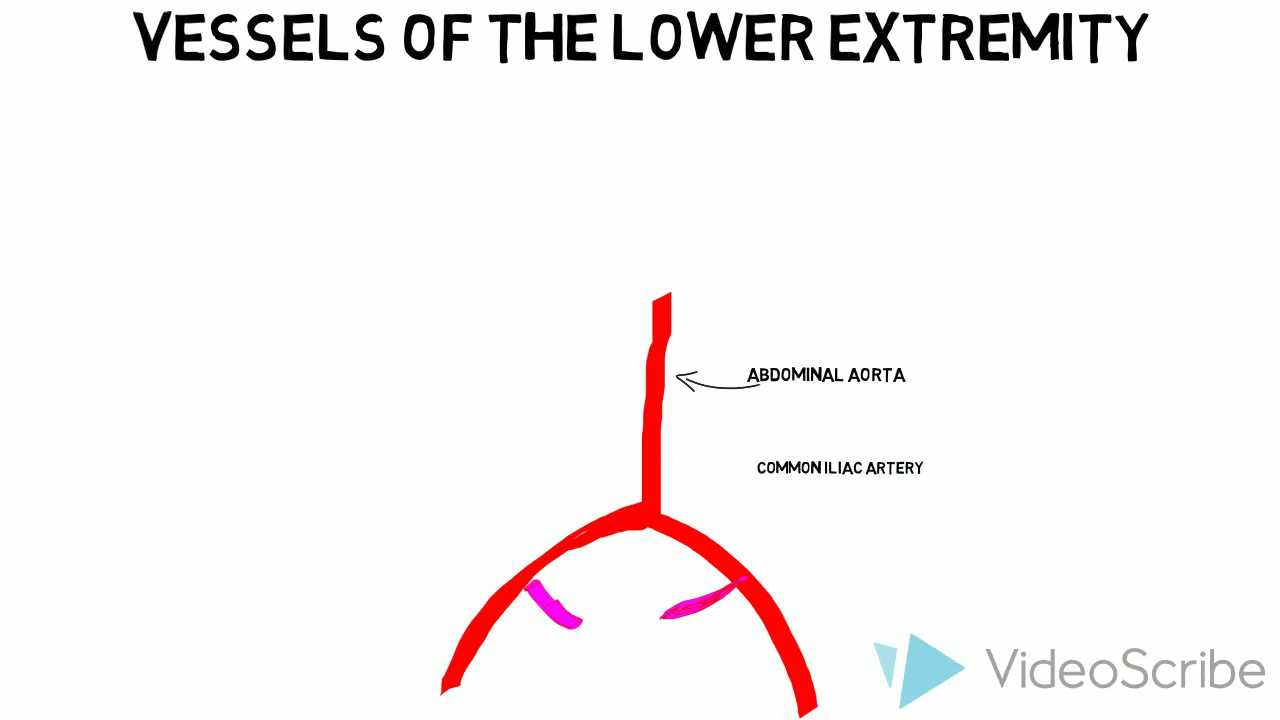 VESSELS OF THE LOWER EXTREMITY
ABDOMINAL AORTA
COMMON ILIAC ARTERY
VideoScribe